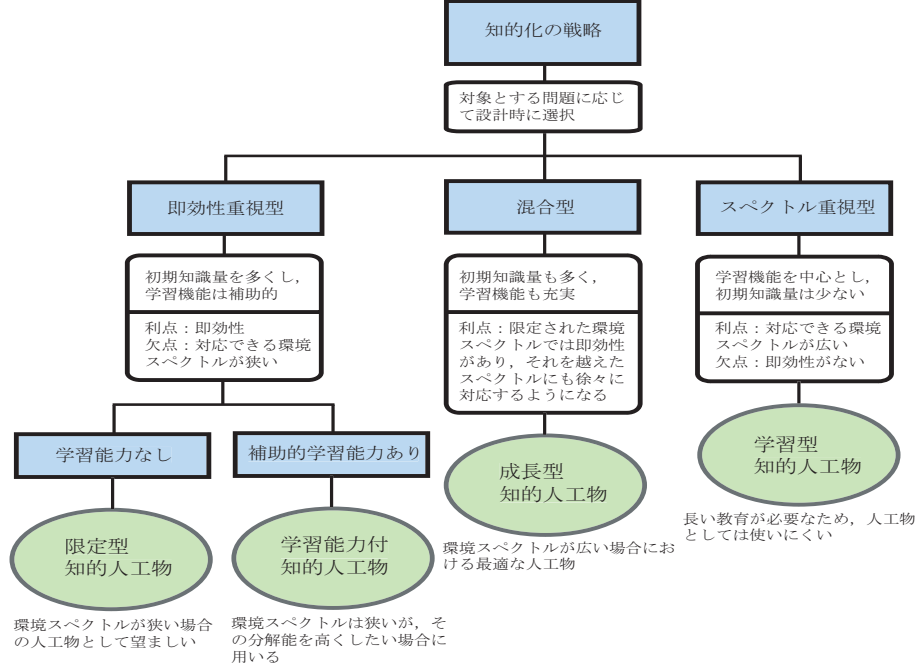 知的化の戦略
対象とする問題に応じ
て設計時に選択
即効性重視型
初期知識量を多くし，
学習機能は補助的
利点：即効性
欠点：対応できる環境
スペクトルが狭い
学習能力なし
限定型
知的人工物
環境スペクトルが狭い場合
の人工物として望ましい
補助的学習能力あり
学習能力付
知的人工物
環境スペクトルは狭いが，そ
の分解能を高くしたい場合に
用いる
混合型
初期知識量も多く，
学習機能も充実
利点：限定された環境
スペクトルでは即効性
があり，それを越えた
スペクトルにも徐々に
対応するようになる
成長型
知的人工物
環境スペクトルが広い場合にお
ける最適な人工物
スペクトル重視型
学習機能を中心とし，
初期知識量は少ない
利点：対応できる環境
スペクトルが広い
欠点：即効性がない
学習型
知的人工物
長い教育が必要なため，人工物
としては使いにくい